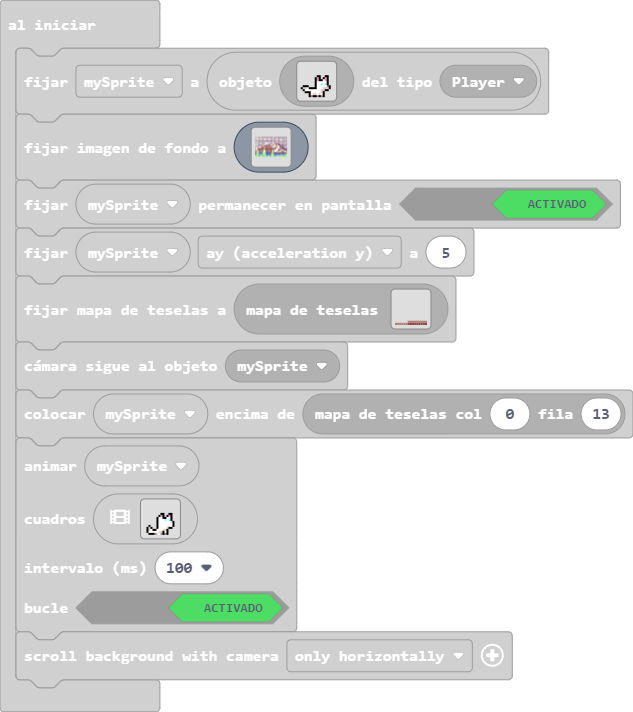 al iniciar
fijar mySprite a objeto del tipo Player
fijar imagen de fondo a
fijar mySprite permanecer en pantalla ACTIVADO
fijar mySprite ay (acceleration y) a 5
fijar mapa de teselas a mapa de teselas
cámara sigue al objeto mySprite
colocar mySprite encima de mapa de teselas col 0 fila 13
animar mySprite
cuadros
intervalo (ms) 100
bucle ACTIVADO
scroll background with camera only horizontally